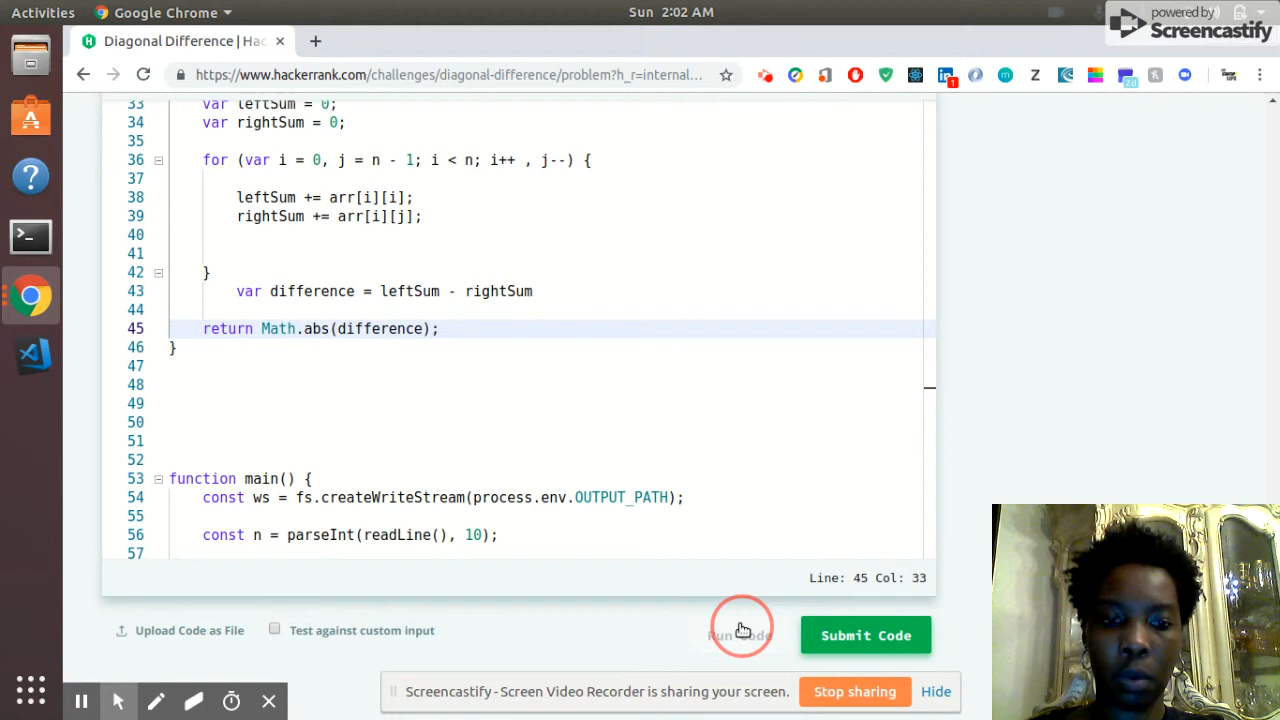 Activities
Google Chrome
Sun 2:02 AM
powered by
Screencastify
Diagonal Difference | Hac
https://www.hackerrank.com/challenges/diagonal-difference/problem?h_r=internal...
1
Z
2d
33 var leftSum = 0;
34 var rightSum = 0;
35
36 for (var i = 0, j = n - 1; i < n; i++ , j--) {
37
38 leftSum += arr[i][i];
39 rightSum += arr[i][j];
40
41
42 }
43 var difference = leftSum - rightSum
44
45 return Math.abs(difference);
46 }
47
48
49
50
51
52
53 function main() {
54 const ws = fs.createWriteStream(process.env.OUTPUT_PATH);
55
56 const n = parseInt(readLine(), 10);
57
Line: 45 Col: 33
Upload Code as File
Test against custom input
Run Code
Submit Code
Screencastify - Screen Video Recorder is sharing your screen.
Stop sharing
Hide